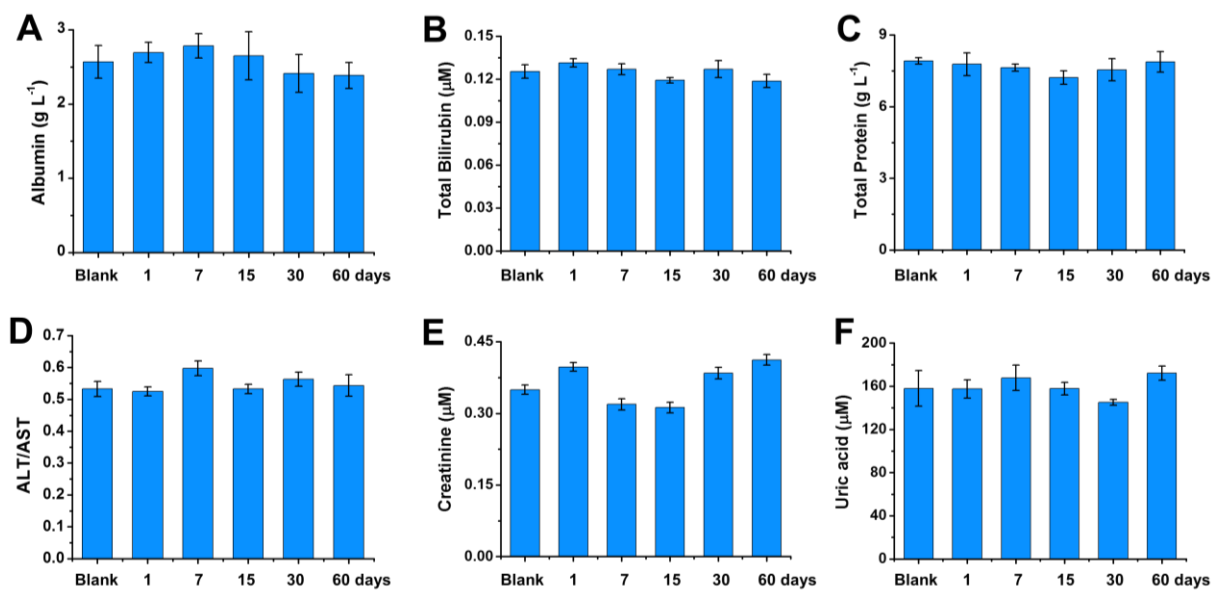 A
Albumin (g L⁻¹)
3
2
1
0
Blank 1 7 15 30 60 days
B
Total Bilirubin (μM)
0.15
0.12
0.09
0.06
0.03
0.00
Blank 1 7 15 30 60 days
C
Total Protein (g L⁻¹)
9
6
3
0
Blank 1 7 15 30 60 days
D
ALT/AST
0.7
0.6
0.5
0.4
0.3
0.2
0.1
0.0
Blank 1 7 15 30 60 days
E
Creatinine (μM)
0.45
0.30
0.15
0.00
Blank 1 7 15 30 60 days
F
Uric acid (μM)
200
160
120
80
40
0
Blank 1 7 15 30 60 days